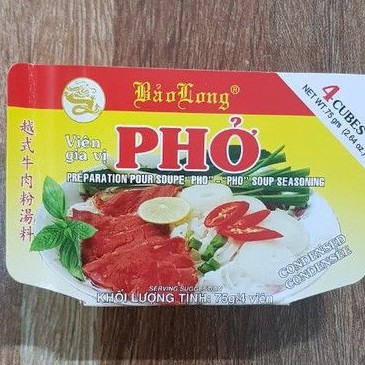 BảoLong®
4 CUBES
NET WT. 75 gms (2.64 oz.)
Viên
gia vị
PHỞ
PRÉPARATION POUR SOUPE "PHO" - "PHO" SOUP SEASONING
越式牛肉粉湯料
CONDENSED
CONDENSÉE
SERVING SUGGESTION
KHỐI LƯỢNG TỊNH: 75g/4 viên